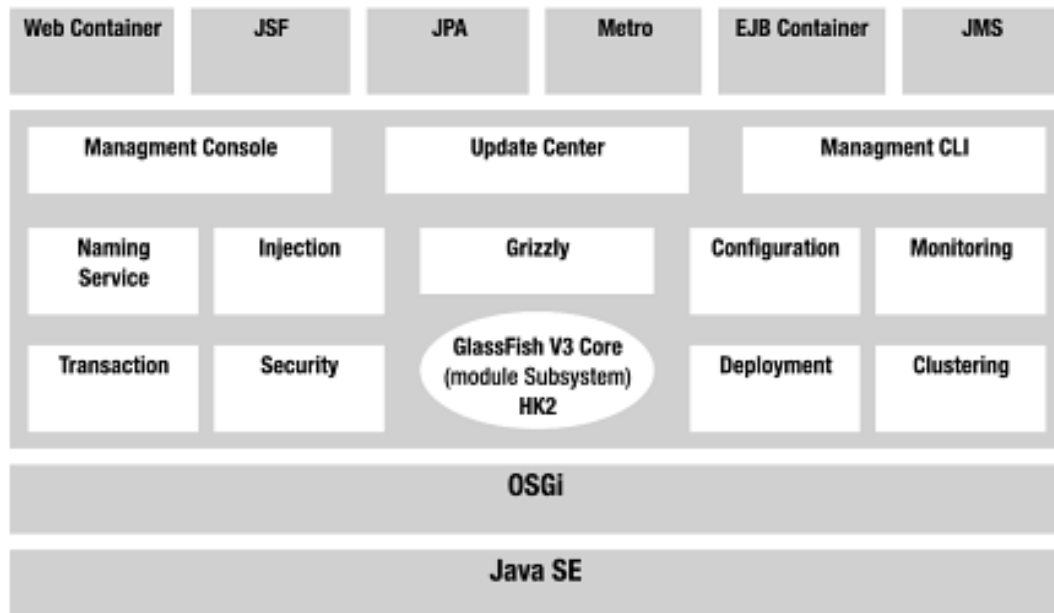 Web Container
JSF
JPA
Metro
EJB Container
JMS
Managment Console
Update Center
Managment CLI
Naming
Service
Injection
Grizzly
Configuration
Monitoring
Transaction
Security
GlassFish V3 Core
(module Subsystem)
HK2
Deployment
Clustering
OSGi
Java SE